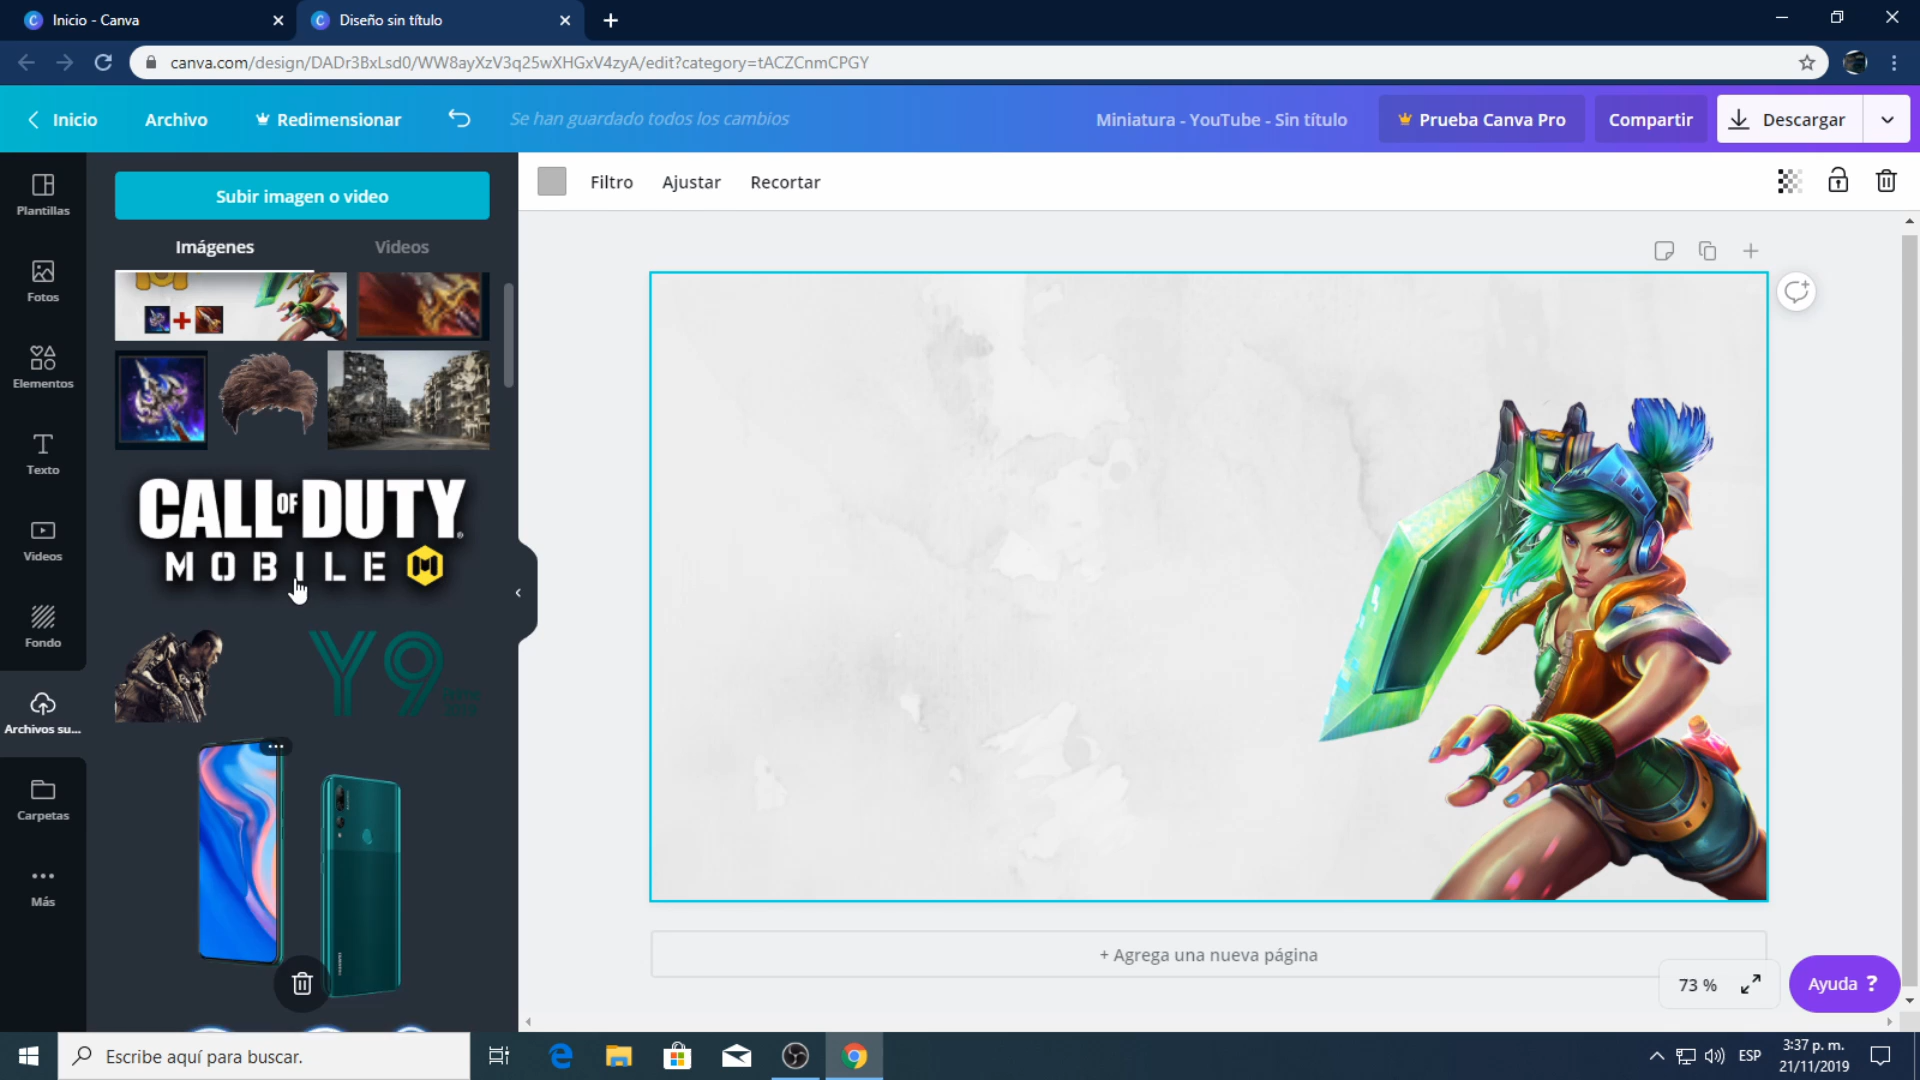 Inicio - Canva
Diseño sin título
canva.com/design/DADr3BxLsd0/WW8ayXzV3q25wXHGxV4zyA/edit?category=tACZCnmCPGY
Inicio
Archivo
Redimensionar
Se han guardado todos los cambios
Miniatura - YouTube - Sin título
Prueba Canva Pro
Compartir
Descargar
Plantillas
Fotos
Elementos
Texto
Videos
Fondo
Archivos su...
Carpetas
Más
Subir imagen o video
Imágenes
Videos
CALL OF DUTY
MOBILE
Y9
Filtro
Ajustar
Recortar
+ Agrega una nueva página
73 %
Ayuda ?
Escribe aquí para buscar.
ESP
3:37 p. m.
21/11/2019